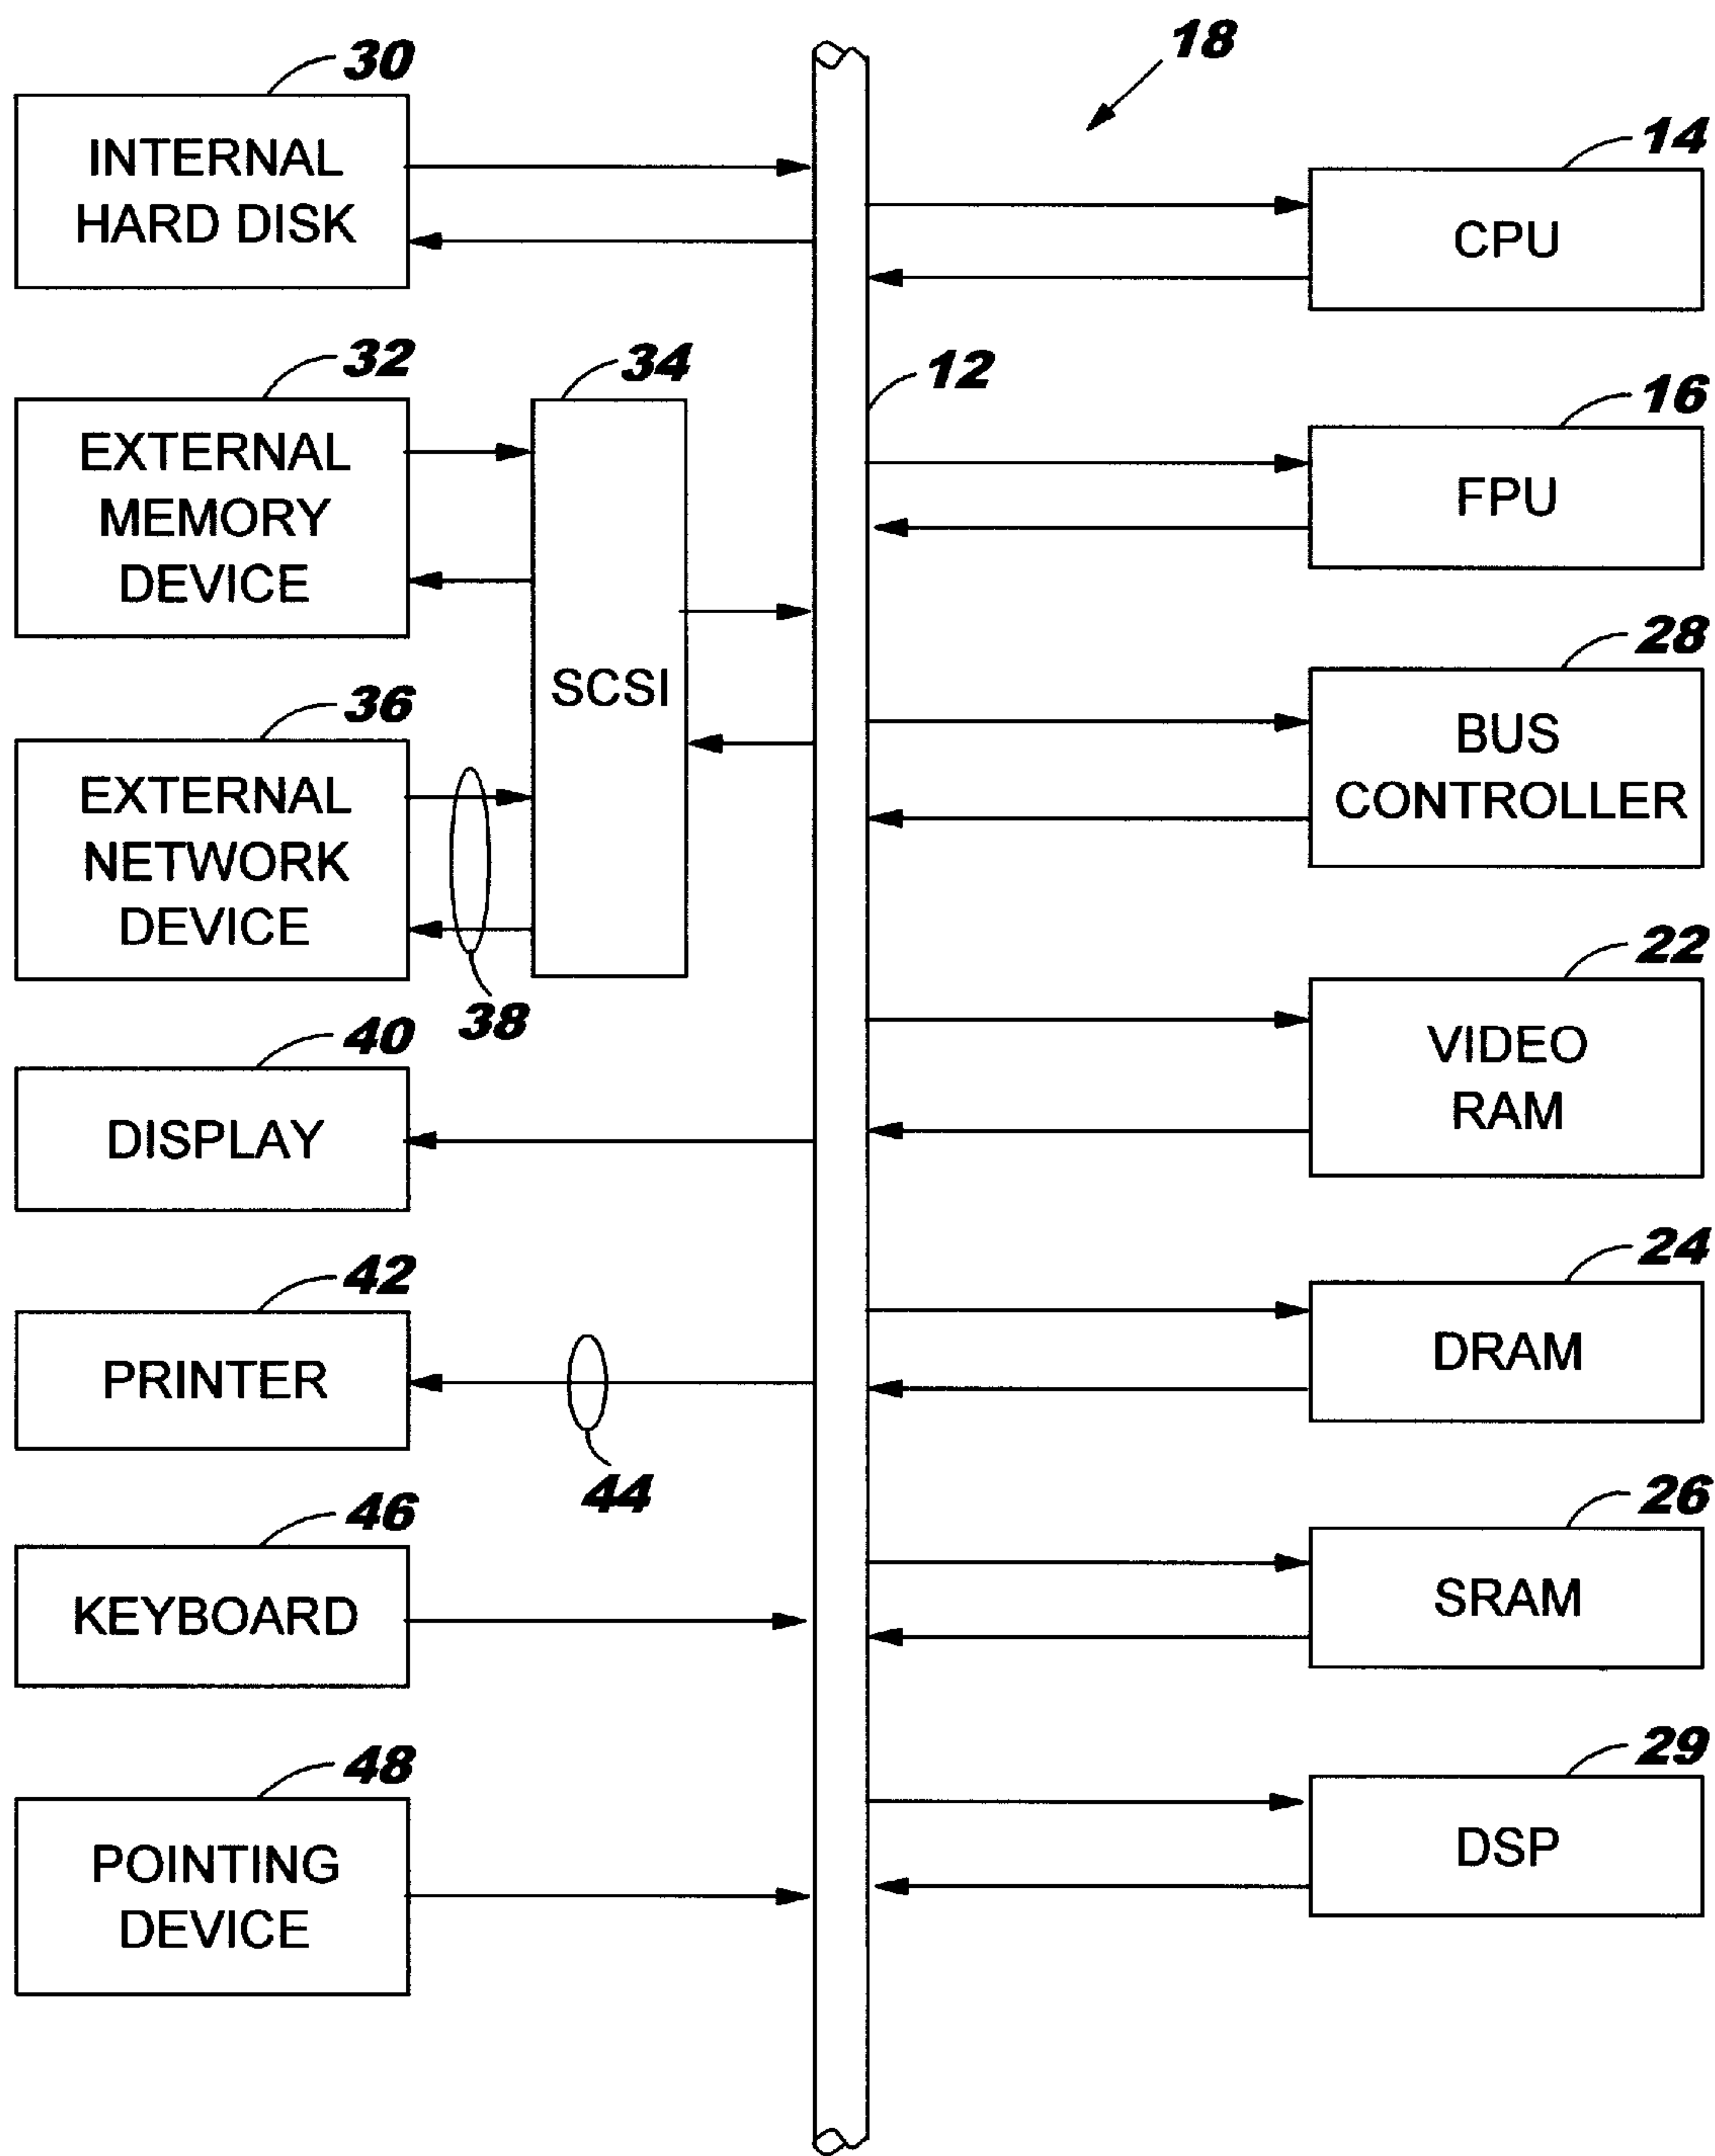 18
30
INTERNAL
HARD DISK
32
EXTERNAL
MEMORY
DEVICE
34
SCSI
36
EXTERNAL
NETWORK
DEVICE
38
40
DISPLAY
42
PRINTER
44
46
KEYBOARD
48
POINTING
DEVICE
12
14
CPU
16
FPU
28
BUS
CONTROLLER
22
VIDEO
RAM
24
DRAM
26
SRAM
29
DSP